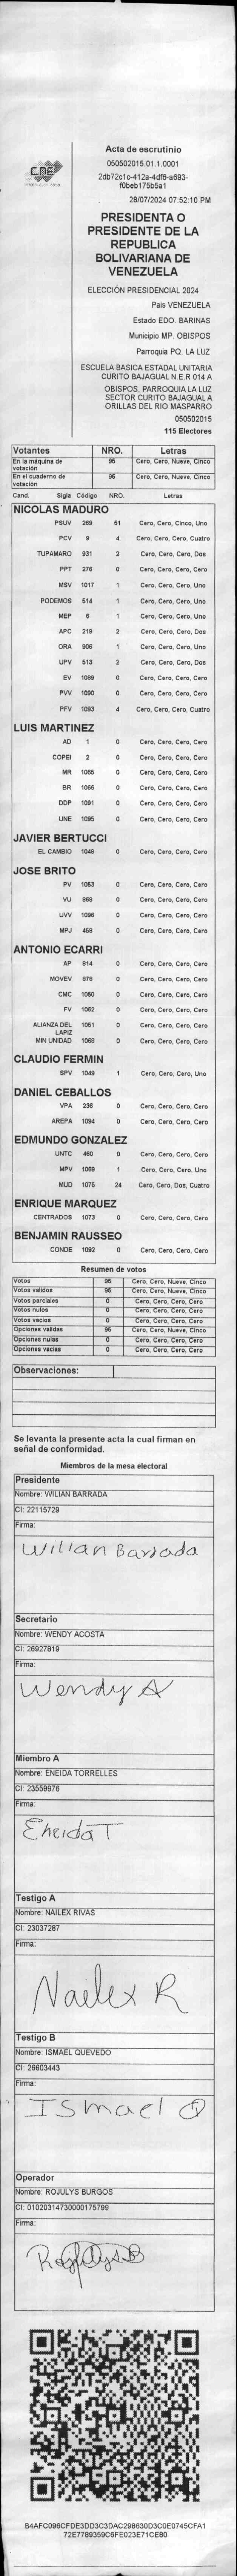 CNE
Acta de escrutinio
050502015.01.1.0001
2db72c1c-412a-4df6-a693-
f0beb175b5a1
28/07/2024 07:52:10 PM
PRESIDENTA O
PRESIDENTE DE LA
REPUBLICA
BOLIVARIANA DE
VENEZUELA
ELECCIÓN PRESIDENCIAL 2024
Pais VENEZUELA
Estado EDO. BARINAS
Municipio MP. OBISPOS
Parroquia PQ. LA LUZ
ESCUELA BASICA ESTADAL UNITARIA
CURITO BAJAGUAL N.E.R 014 A
OBISPOS, PARROQUIA LA LUZ
SECTOR CURITO BAJAGUAL A
ORILLAS DEL RIO MASPARRO
050502015
115 Electores
Votantes NRO. Letras
En la máquina de votación 95 Cero, Cero, Nueve, Cinco
En el cuaderno de votación 95 Cero, Cero, Nueve, Cinco
Cand. Sigla Código NRO. Letras
NICOLAS MADURO
PSUV 269 51 Cero, Cero, Cinco, Uno
PCV 9 4 Cero, Cero, Cero, Cuatro
TUPAMARO 931 2 Cero, Cero, Cero, Dos
PPT 276 0 Cero, Cero, Cero, Cero
MSV 1017 1 Cero, Cero, Cero, Uno
PODEMOS 514 1 Cero, Cero, Cero, Uno
MEP 6 1 Cero, Cero, Cero, Uno
APC 219 2 Cero, Cero, Cero, Dos
ORA 906 1 Cero, Cero, Cero, Uno
UPV 513 2 Cero, Cero, Cero, Dos
EV 1089 0 Cero, Cero, Cero, Cero
PVV 1090 0 Cero, Cero, Cero, Cero
PFV 1093 4 Cero, Cero, Cero, Cuatro
LUIS MARTINEZ
AD 1 0 Cero, Cero, Cero, Cero
COPEI 2 0 Cero, Cero, Cero, Cero
MR 1055 0 Cero, Cero, Cero, Cero
BR 1066 0 Cero, Cero, Cero, Cero
DDP 1091 0 Cero, Cero, Cero, Cero
UNE 1095 0 Cero, Cero, Cero, Cero
JAVIER BERTUCCI
EL CAMBIO 1048 0 Cero, Cero, Cero, Cero
JOSE BRITO
PV 1053 0 Cero, Cero, Cero, Cero
VU 868 0 Cero, Cero, Cero, Cero
UVV 1096 0 Cero, Cero, Cero, Cero
MPJ 458 0 Cero, Cero, Cero, Cero
ANTONIO ECARRI
AP 814 0 Cero, Cero, Cero, Cero
MOVEV 878 0 Cero, Cero, Cero, Cero
CMC 1050 0 Cero, Cero, Cero, Cero
FV 1062 0 Cero, Cero, Cero, Cero
ALIANZA DEL LAPIZ 1051 0 Cero, Cero, Cero, Cero
MIN UNIDAD 1068 0 Cero, Cero, Cero, Cero
CLAUDIO FERMIN
SPV 1049 1 Cero, Cero, Cero, Uno
DANIEL CEBALLOS
VPA 236 0 Cero, Cero, Cero, Cero
AREPA 1094 0 Cero, Cero, Cero, Cero
EDMUNDO GONZALEZ
UNTC 460 0 Cero, Cero, Cero, Cero
MPV 1069 1 Cero, Cero, Cero, Uno
MUD 1075 24 Cero, Cero, Dos, Cuatro
ENRIQUE MARQUEZ
CENTRADOS 1073 0 Cero, Cero, Cero, Cero
BENJAMIN RAUSSEO
CONDE 1092 0 Cero, Cero, Cero, Cero
Resumen de votos
Votos 95 Cero, Cero, Nueve, Cinco
Votos validos 95 Cero, Cero, Nueve, Cinco
Votos parciales 0 Cero, Cero, Cero, Cero
Votos nulos 0 Cero, Cero, Cero, Cero
Votos vacios 0 Cero, Cero, Cero, Cero
Opciones validas 95 Cero, Cero, Nueve, Cinco
Opciones nulas 0 Cero, Cero, Cero, Cero
Opciones vacias 0 Cero, Cero, Cero, Cero
Observaciones:
Se levanta la presente acta la cual firman en
señal de conformidad.
Miembros de la mesa electoral
Presidente
Nombre: WILIAN BARRADA
CI: 22115729
Firma:
Wilian Barrada
Secretario
Nombre: WENDY ACOSTA
CI: 26927819
Firma:
Wendy A
Miembro A
Nombre: ENEIDA TORRELLES
CI: 23559976
Firma:
Eneida T
Testigo A
Nombre: NAILEX RIVAS
CI: 23037287
Firma:
Nailex R
Testigo B
Nombre: ISMAEL QUEVEDO
CI: 26603443
Firma:
Ismael Q
Operador
Nombre: ROJULYS BURGOS
CI: 01020314730000175799
Firma:
B4AFC096CFDE3DD3C3DAC298630D3C0E0745CFA1
72E7789359C6FE023E71CE80